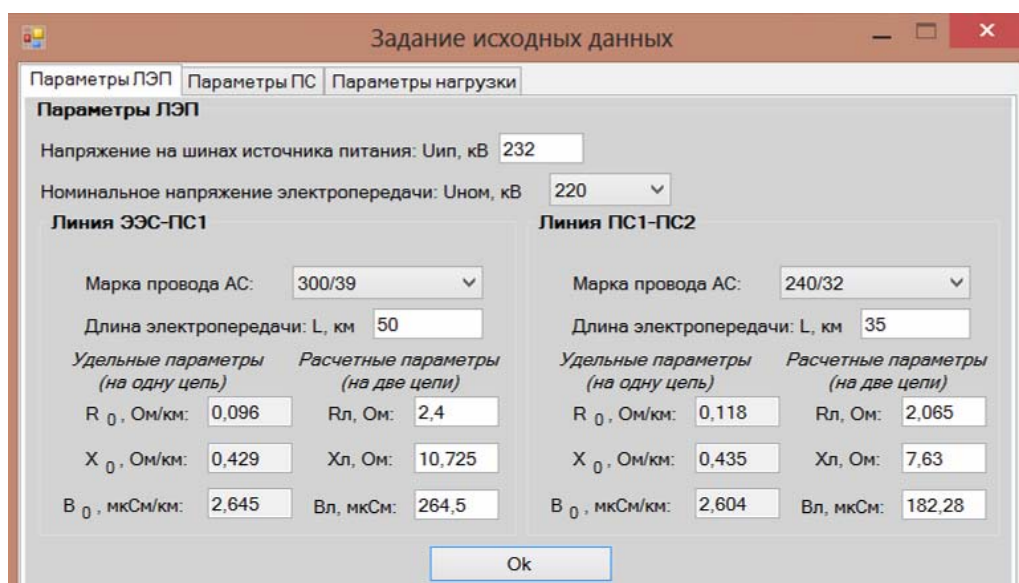 Задание исходных данных
Параметры ЛЭП Параметры ПС Параметры нагрузки
Параметры ЛЭП
Напряжение на шинах источника питания: Uип, кВ 232
Номинальное напряжение электропередачи: Uном, кВ 220
Линия ЭЭС-ПС1
Марка провода АС: 300/39
Длина электропередачи: L, км 50
Удельные параметры (на одну цепь)
Расчетные параметры (на две цепи)
R 0 , Ом/км: 0,096 Rл, Ом: 2,4
X 0 , Ом/км: 0,429 Xл, Ом: 10,725
B 0 , мкСм/км: 2,645 Вл, мкСм: 264,5
Линия ПС1-ПС2
Марка провода АС: 240/32
Длина электропередачи: L, км 35
Удельные параметры (на одну цепь)
Расчетные параметры (на две цепи)
R 0 , Ом/км: 0,118 Rл, Ом: 2,065
X 0 , Ом/км: 0,435 Xл, Ом: 7,63
B 0 , мкСм/км: 2,604 Вл, мкСм: 182,28
Ok